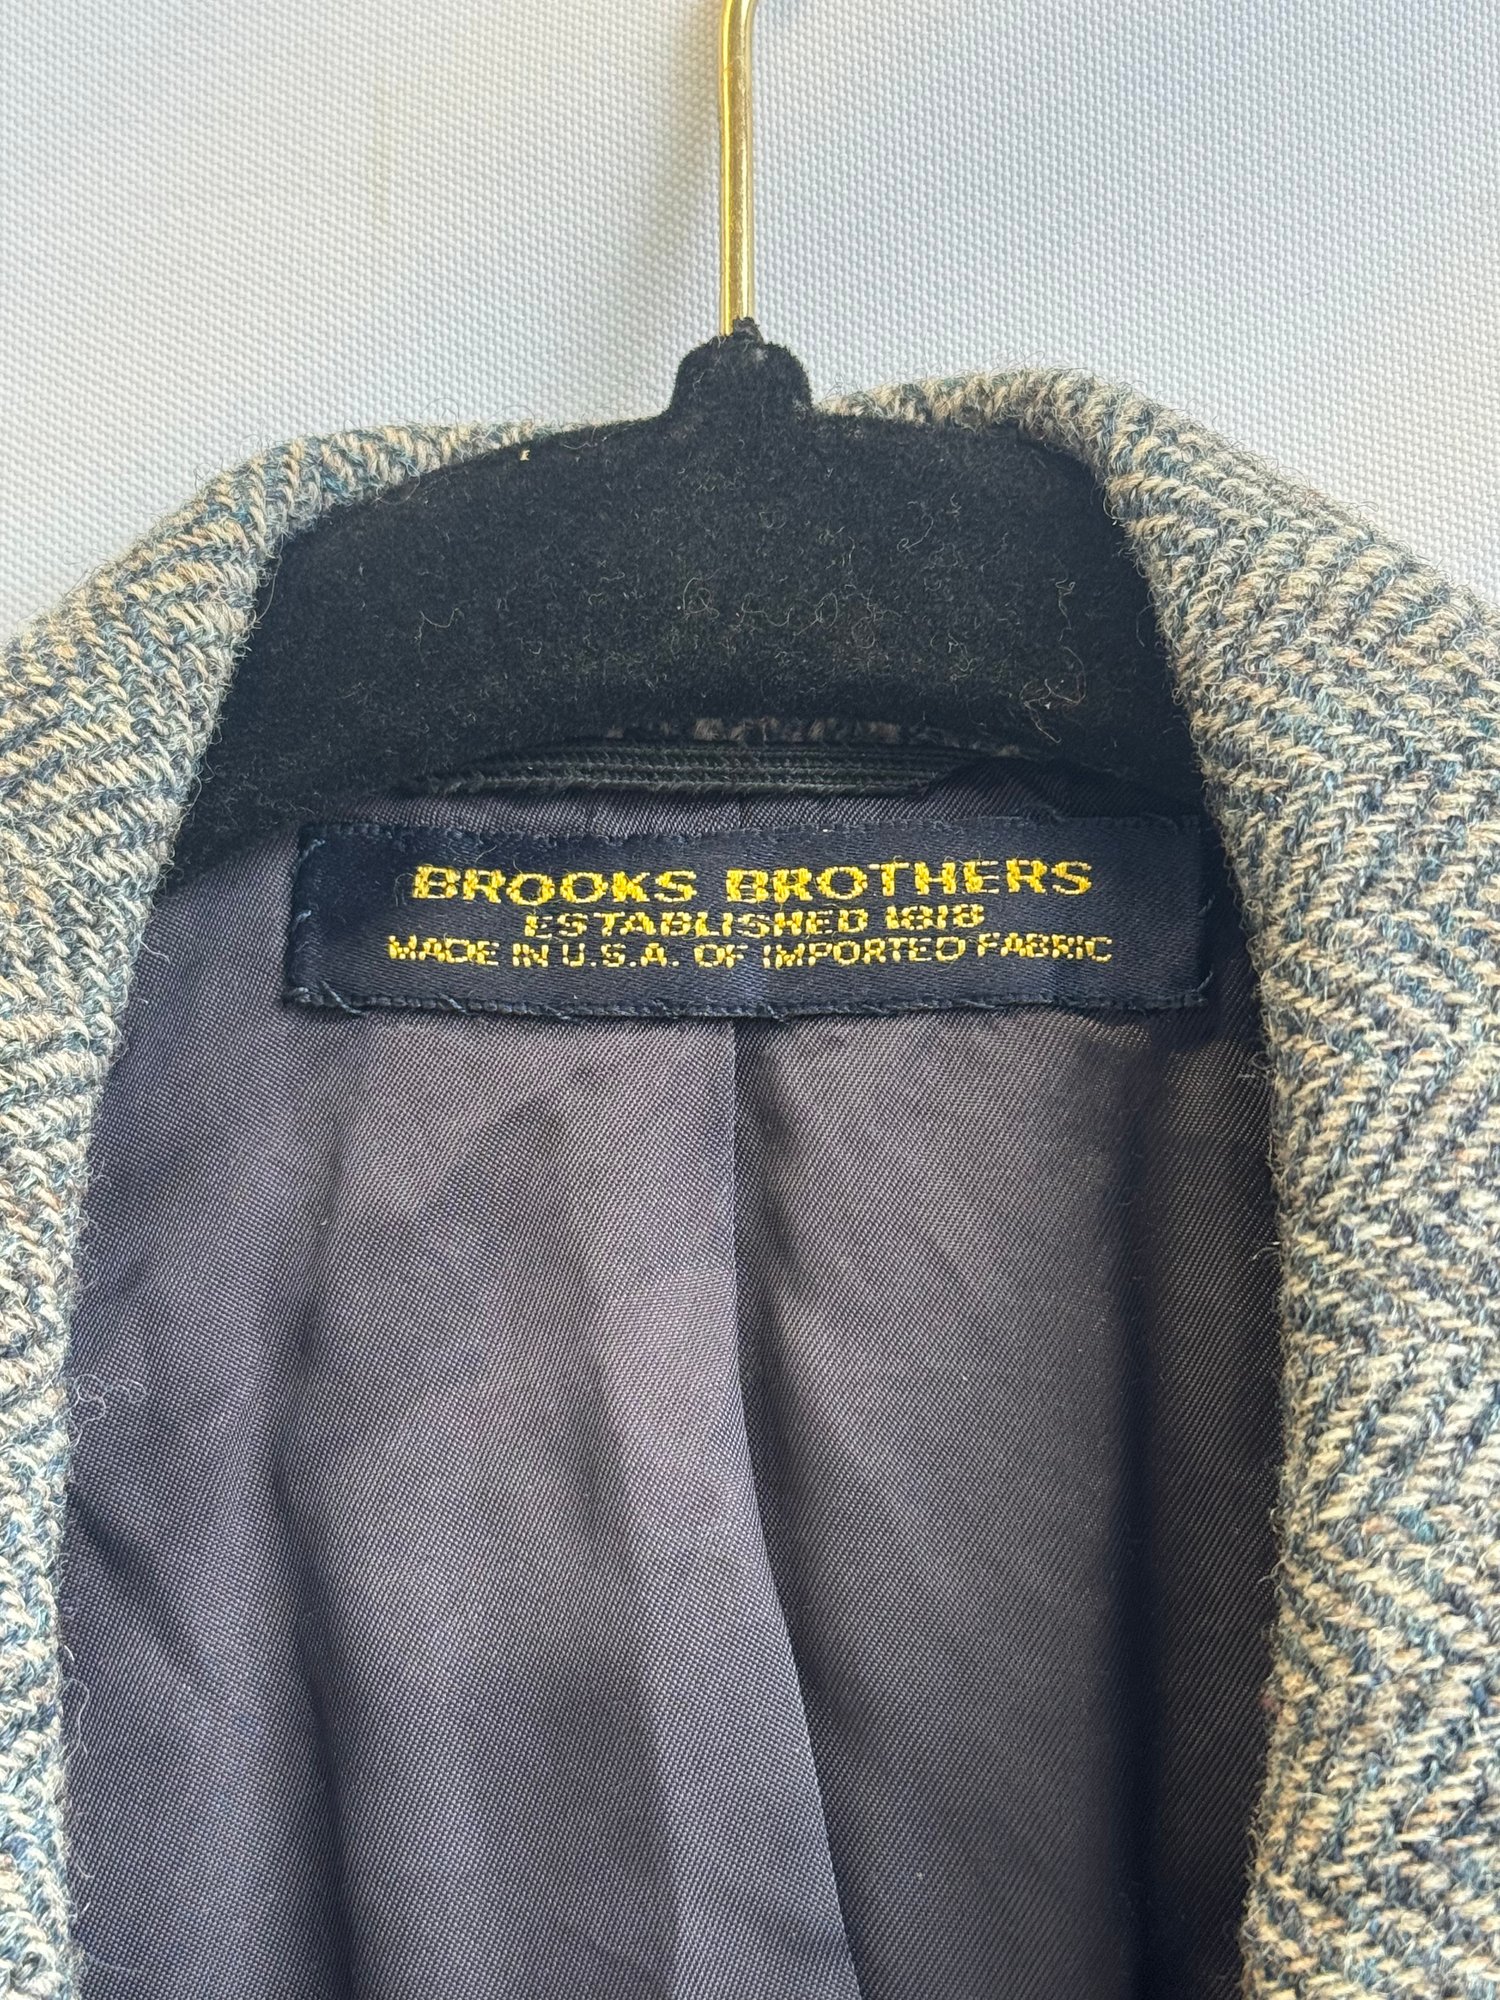 BROOKS BROTHERS
ESTABLISHED 1818
MADE IN U.S.A. OF IMPORTED FABRIC